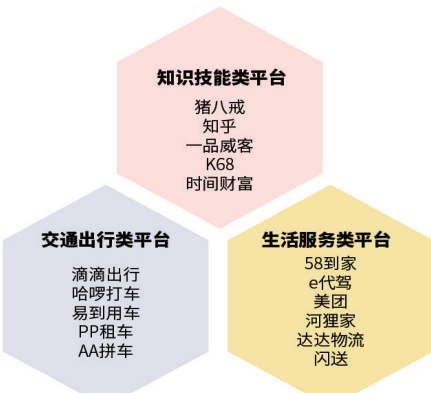 知识技能类平台
猪八戒
知乎
一品威客
K68
时间财富
交通出行类平台
滴滴出行
哈啰打车
易到用车
PP租车
AA拼车
生活服务类平台
58到家
e代驾
美团
河狸家
达达物流
闪送